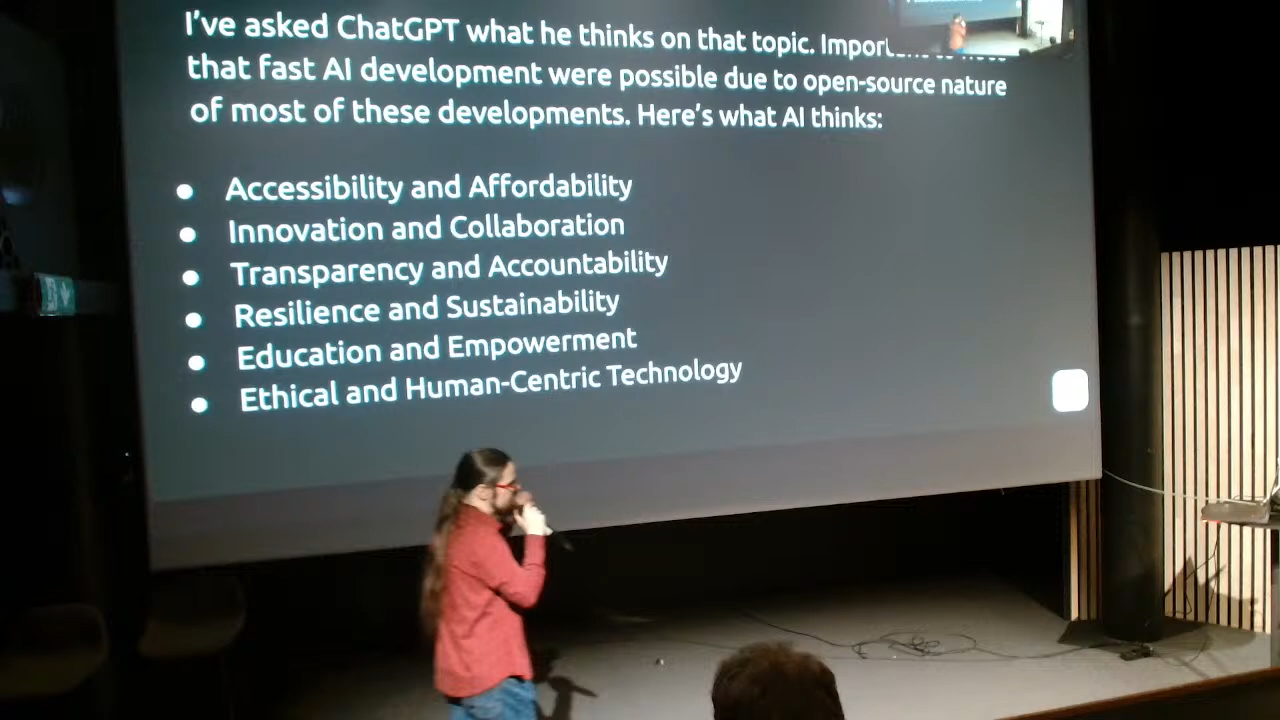 I've asked ChatGPT what he thinks on that topic.
that fast AI development were possible due to open-source nature
of most of these developments. Here's what AI thinks:
● Accessibility and Affordability
● Innovation and Collaboration
● Transparency and Accountability
● Resilience and Sustainability
● Education and Empowerment
● Ethical and Human-Centric Technology